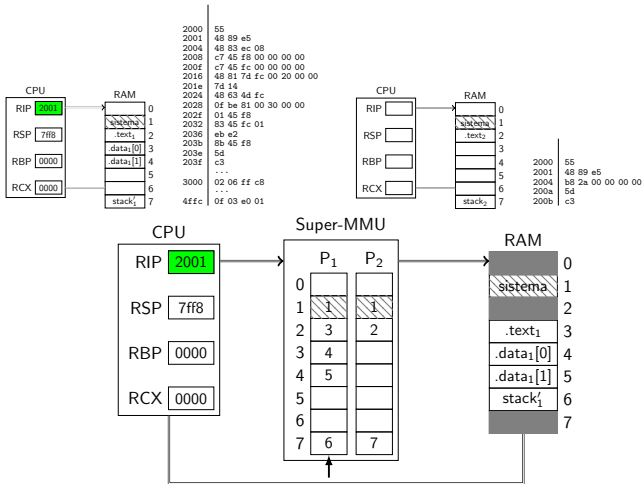 2000 55
2001 48 89 e5
2004 48 83 ec 08
2008 c7 45 f8 00 00 00 00
200f c7 45 fc 00 00 00 00
2016 48 81 7d fc 00 20 00 00
201e 7d 14
2024 48 63 4d fc
2028 0f be 81 00 30 00 00
202f 01 45 f8
2032 83 45 fc 01
2036 eb e2
203b 8b 45 f8
203e 5d
203f c3
...
3000 02 06 ff c8
...
4ffc 0f 03 e0 01
CPU
RIP 2001
RSP 7ff8
RBP 0000
RCX 0000
RAM
0
sistema 1
.text₁ 2
.data₁[0] 3
.data₁[1] 4
5
6
stack′₁ 7
CPU
RIP
RSP
RBP
RCX
RAM
0
sistema 1
.text₂ 2
3
4
5
6
stack₂ 7
2000 55
2001 48 89 e5
2004 b8 2a 00 00 00 00
200a 5d
200b c3
CPU
RIP 2001
RSP 7ff8
RBP 0000
RCX 0000
Super-MMU
P₁ P₂
0
1 1 1
2 3 2
3 4
4 5
5
6
7 6 7
RAM
0
sistema 1
2
.text₁ 3
.data₁[0] 4
.data₁[1] 5
stack′₁ 6
7